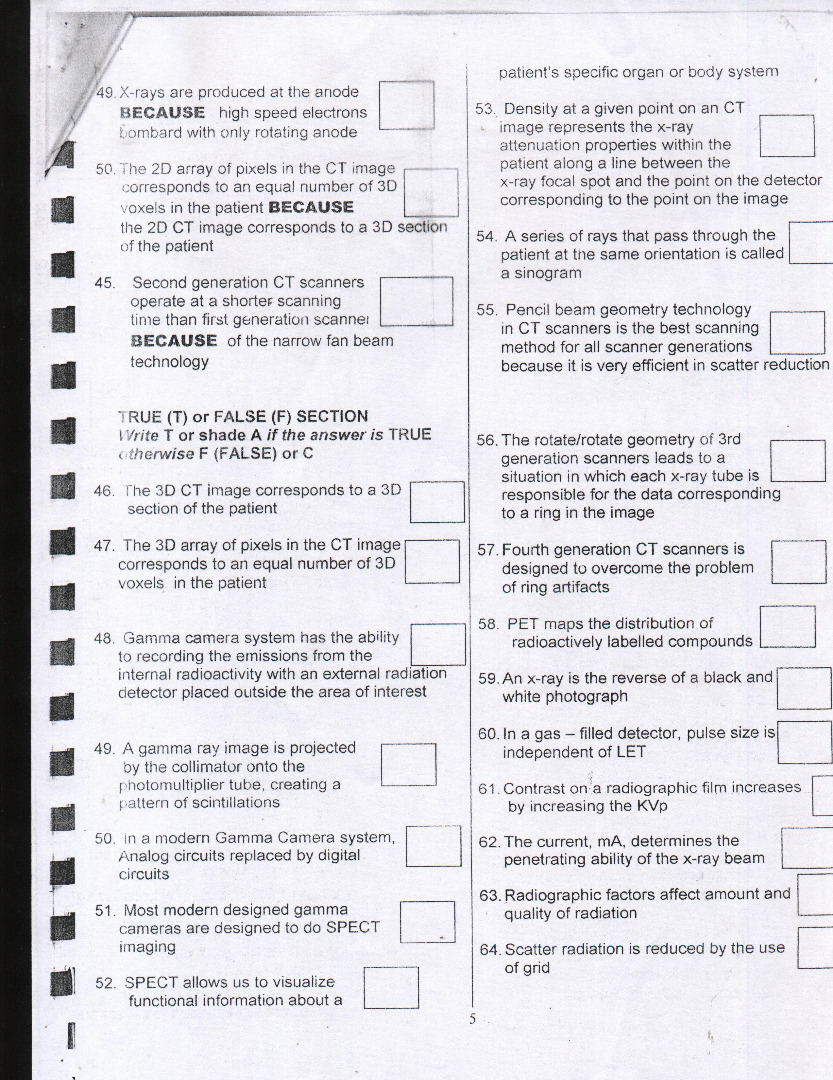 49. X-rays are produced at the anode
BECAUSE high speed electrons
bombard with only rotating anode
50. The 2D array of pixels in the CT image
corresponds to an equal number of 3D
voxels in the patient BECAUSE
the 2D CT image corresponds to a 3D section
of the patient
45. Second generation CT scanners
operate at a shorter scanning
time than first generation scanner
BECAUSE of the narrow fan beam
technology
TRUE (T) or FALSE (F) SECTION
Write T or shade A if the answer is TRUE
otherwise F (FALSE) or C
46. The 3D CT image corresponds to a 3D
section of the patient
47. The 3D array of pixels in the CT image
corresponds to an equal number of 3D
voxels in the patient
48. Gamma camera system has the ability
to recording the emissions from the
internal radioactivity with an external radiation
detector placed outside the area of interest
49. A gamma ray image is projected
by the collimator onto the
photomultiplier tube, creating a
pattern of scintillations
50. In a modern Gamma Camera system,
Analog circuits replaced by digital
circuits
51. Most modern designed gamma
cameras are designed to do SPECT
imaging
52. SPECT allows us to visualize
functional information about a
patient's specific organ or body system
53. Density at a given point on an CT
image represents the x-ray
attenuation properties within the
patient along a line between the
x-ray focal spot and the point on the detector
corresponding to the point on the image
54. A series of rays that pass through the
patient at the same orientation is called
a sinogram
55. Pencil beam geometry technology
in CT scanners is the best scanning
method for all scanner generations
because it is very efficient in scatter reduction
56. The rotate/rotate geometry of 3rd
generation scanners leads to a
situation in which each x-ray tube is
responsible for the data corresponding
to a ring in the image
57. Fourth generation CT scanners is
designed to overcome the problem
of ring artifacts
58. PET maps the distribution of
radioactively labelled compounds
59. An x-ray is the reverse of a black and
white photograph
60. In a gas – filled detector, pulse size is
independent of LET
61. Contrast on a radiographic film increases
by increasing the KVp
62. The current, mA, determines the
penetrating ability of the x-ray beam
63. Radiographic factors affect amount and
quality of radiation
64. Scatter radiation is reduced by the use
of grid
5